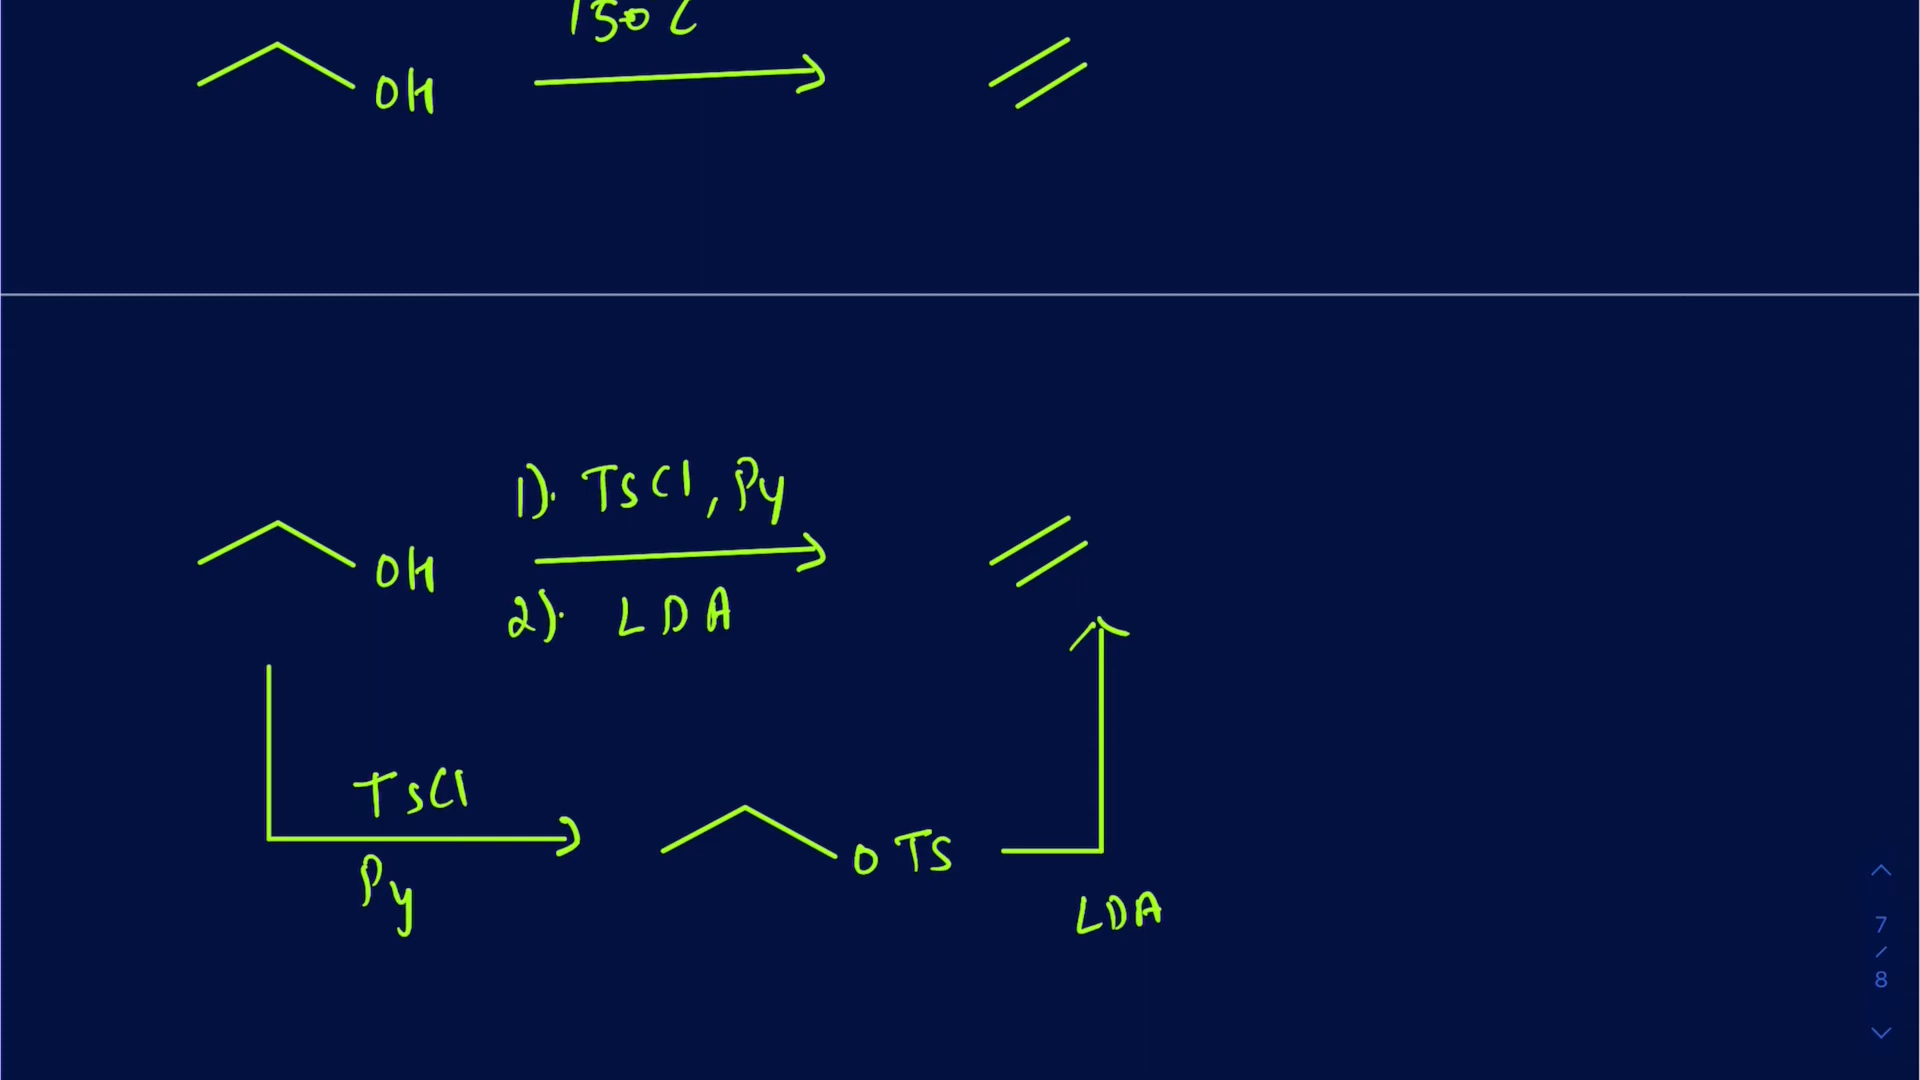 150 C
OH
1). TsCl, Py
OH
2). LDA
TsCl
Py
OTS
LDA
7
/
8